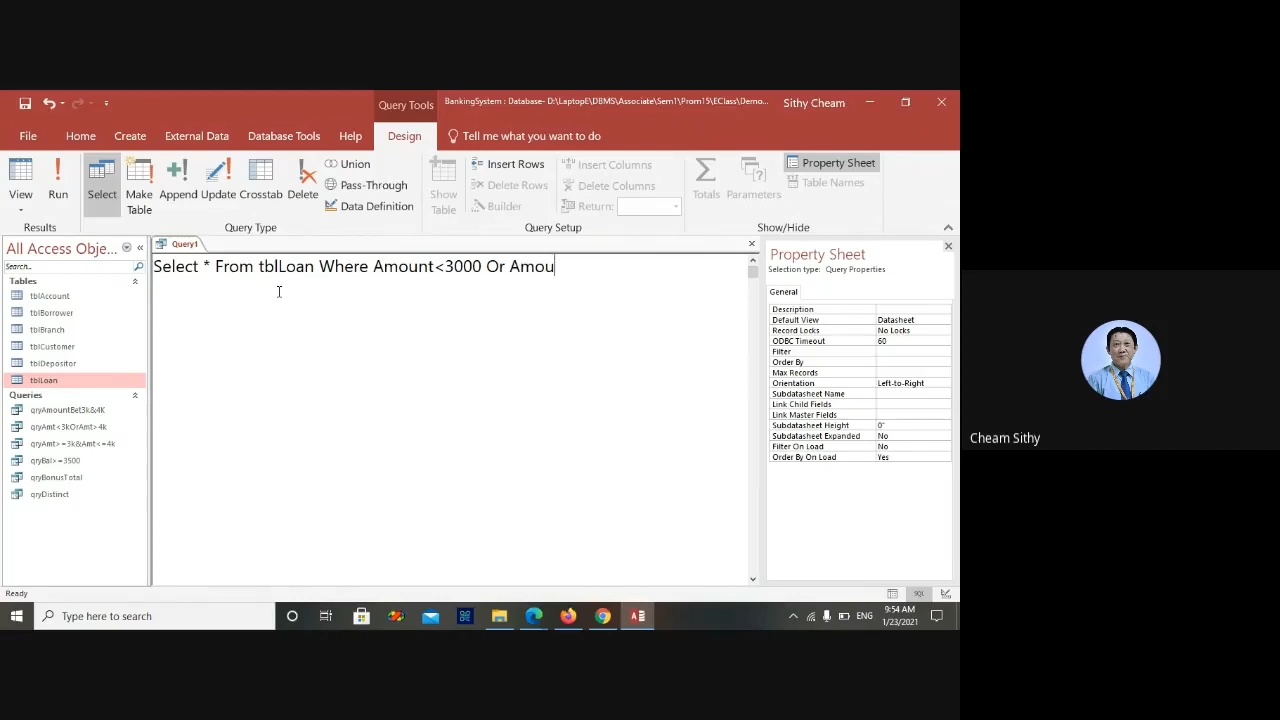 Query Tools
BankingSystem : Database- D:\LaptopE\DBMS\Associate\Sem1\Prom15\EClass\Demo...
Sithy Cheam
File Home Create External Data Database Tools Help Design Tell me what you want to do
View
Run
Select
Make Table
Append
Update
Crosstab
Delete
Union
Pass-Through
Data Definition
Show Table
Insert Rows
Delete Rows
Builder
Insert Columns
Delete Columns
Return:
Totals
Parameters
Property Sheet
Table Names
Results
Query Type
Query Setup
Show/Hide
All Access Obje...
Search...
Tables
tblAccount
tblBorrower
tblBranch
tblCustomer
tblDepositor
tblLoan
Queries
qryAmountBet3k&4K
qryAmt<3kOrAmt>4k
qryAmt>=3k&Amt<=4k
qryBal>=3500
qryBonusTotal
qryDistinct
Query1
Select * From tblLoan Where Amount<3000 Or Amou
Property Sheet
Selection type: Query Properties
General
Description
Default View Datasheet
Record Locks No Locks
ODBC Timeout 60
Filter
Order By
Max Records
Orientation Left-to-Right
Subdatasheet Name
Link Child Fields
Link Master Fields
Subdatasheet Height 0"
Subdatasheet Expanded No
Filter On Load No
Order By On Load Yes
Ready
SQL
Type here to search
ENG
9:54 AM
1/23/2021
Cheam Sithy